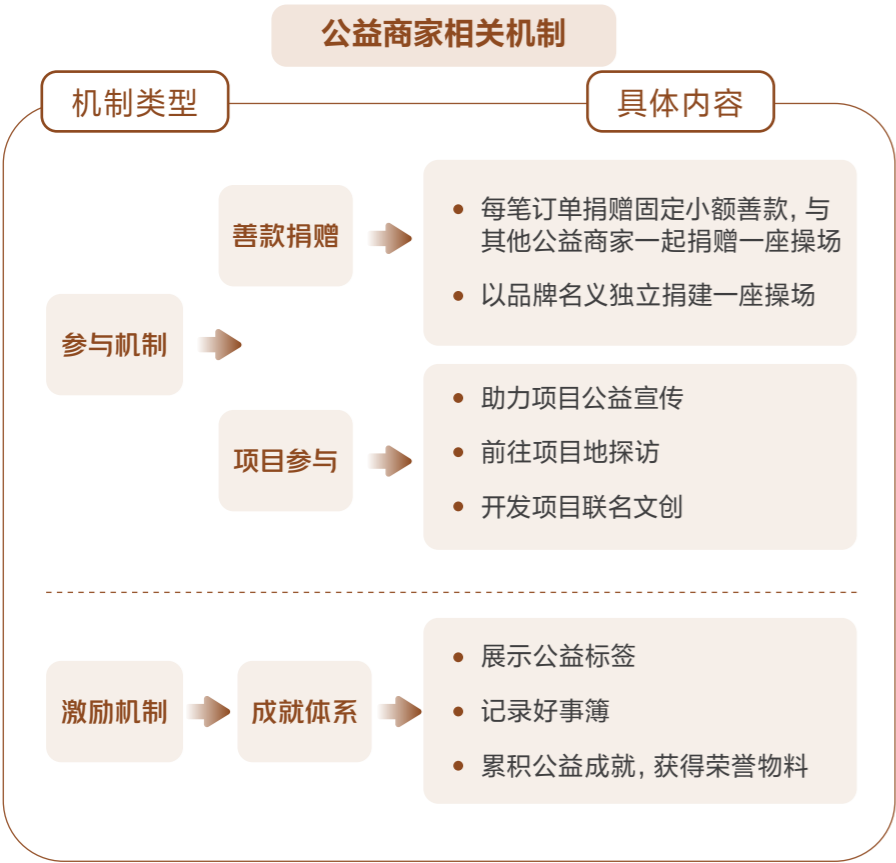 公益商家相关机制
机制类型
具体内容
参与机制
善款捐赠
每笔订单捐赠固定小额善款，与
其他公益商家一起捐赠一座操场
以品牌名义独立捐建一座操场
项目参与
助力项目公益宣传
前往项目地探访
开发项目联名文创
激励机制
成就体系
展示公益标签
记录好事簿
累积公益成就，获得荣誉物料